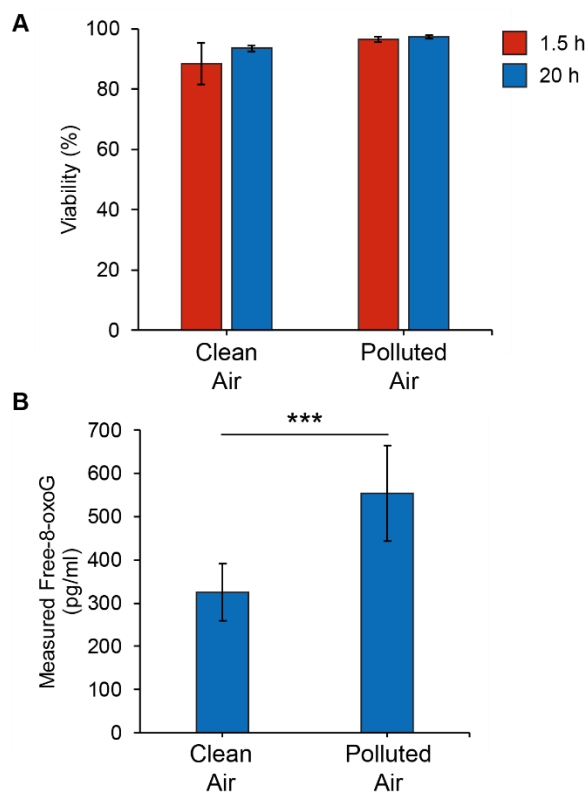 A
100
80
60
40
20
0
Viability (%)
1.5 h
20 h
Clean
Air
Polluted
Air
B
700
600
500
400
300
200
100
0
Measured Free-8-oxoG
(pg/ml)
***
Clean
Air
Polluted
Air